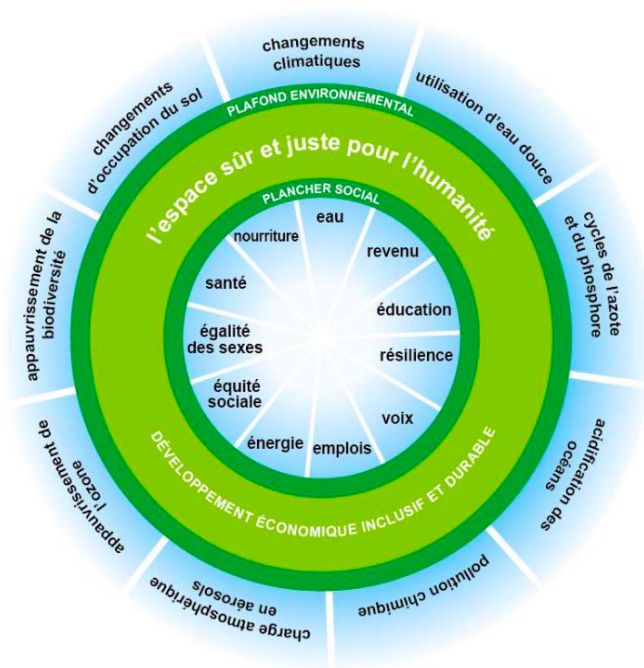 changements
climatiques
utilisation d'eau douce
cycles de l'azote
et du phosphore
acidification des
océans
pollution chimique
charge atmosphérique
en aérosols
appauvrissement de
l'ozone
appauvrissement de la
biodiversité
changements
d'occupation du sol
PLAFOND ENVIRONNEMENTAL
l'espace sûr et juste pour l'humanité
PLANCHER SOCIAL
eau
revenu
éducation
résilience
voix
emplois
énergie
équité
sociale
égalité
des sexes
santé
nourriture
DÉVELOPPEMENT ÉCONOMIQUE INCLUSIF ET DURABLE